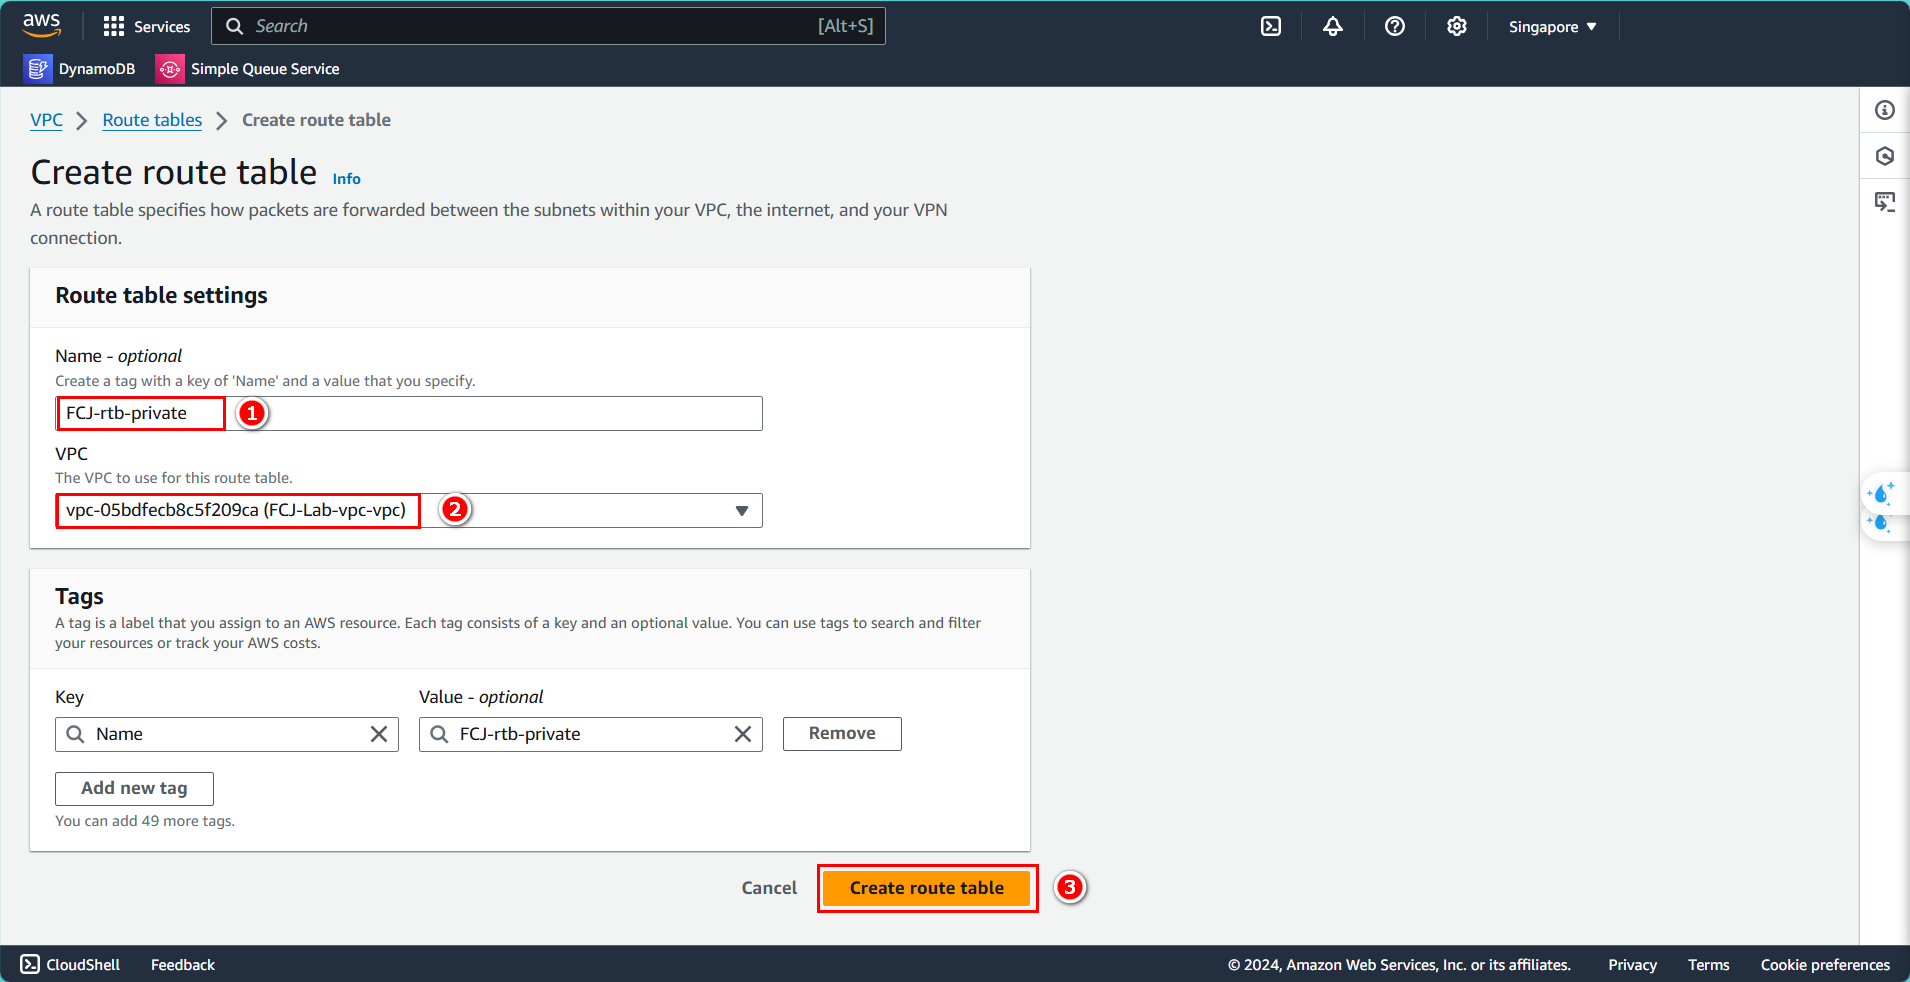 aws
Services
Search
[Alt+S]
Singapore
DynamoDB
Simple Queue Service
VPC
Route tables
Create route table
Create route table
Info
A route table specifies how packets are forwarded between the subnets within your VPC, the internet, and your VPN
connection.
Route table settings
Name - optional
Create a tag with a key of 'Name' and a value that you specify.
FCJ-rtb-private
1
VPC
The VPC to use for this route table.
vpc-05bdfecb8c5f209ca (FCJ-Lab-vpc-vpc)
2
Tags
A tag is a label that you assign to an AWS resource. Each tag consists of a key and an optional value. You can use tags to search and filter
your resources or track your AWS costs.
Key
Value - optional
Name
FCJ-rtb-private
Remove
Add new tag
You can add 49 more tags.
Cancel
Create route table
3
CloudShell
Feedback
© 2024, Amazon Web Services, Inc. or its affiliates.
Privacy
Terms
Cookie preferences